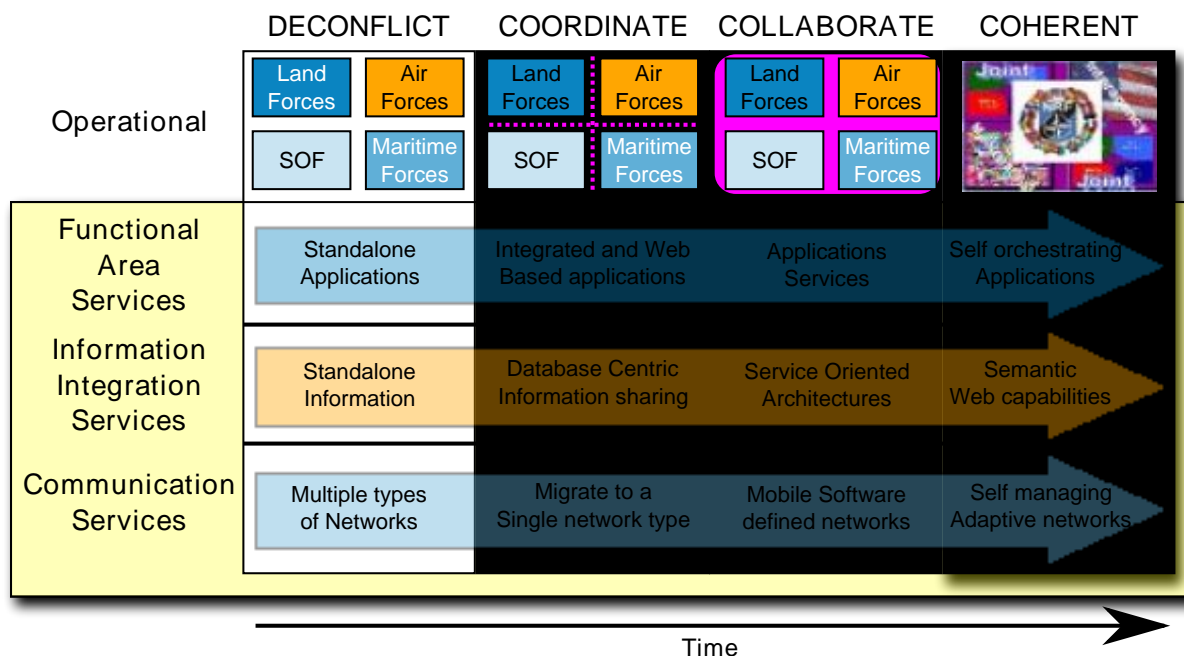 DECONFLICT COORDINATE COLLABORATE COHERENT
Operational
Land
Forces
Air
Forces
SOF
Maritime
Forces
Land
Forces
Air
Forces
SOF
Maritime
Forces
Land
Forces
Air
Forces
SOF
Maritime
Forces
Joint
Joint
Functional
Area
Services
Standalone
Applications
Integrated and Web
Based applications
Applications
Services
Self orchestrating
Applications
Information
Integration
Services
Standalone
Information
Database Centric
Information sharing
Service Oriented
Architectures
Semantic
Web capabilities
Communication
Services
Multiple types
of Networks
Migrate to a
Single network type
Mobile Software
defined networks
Self managing
Adaptive networks
Time